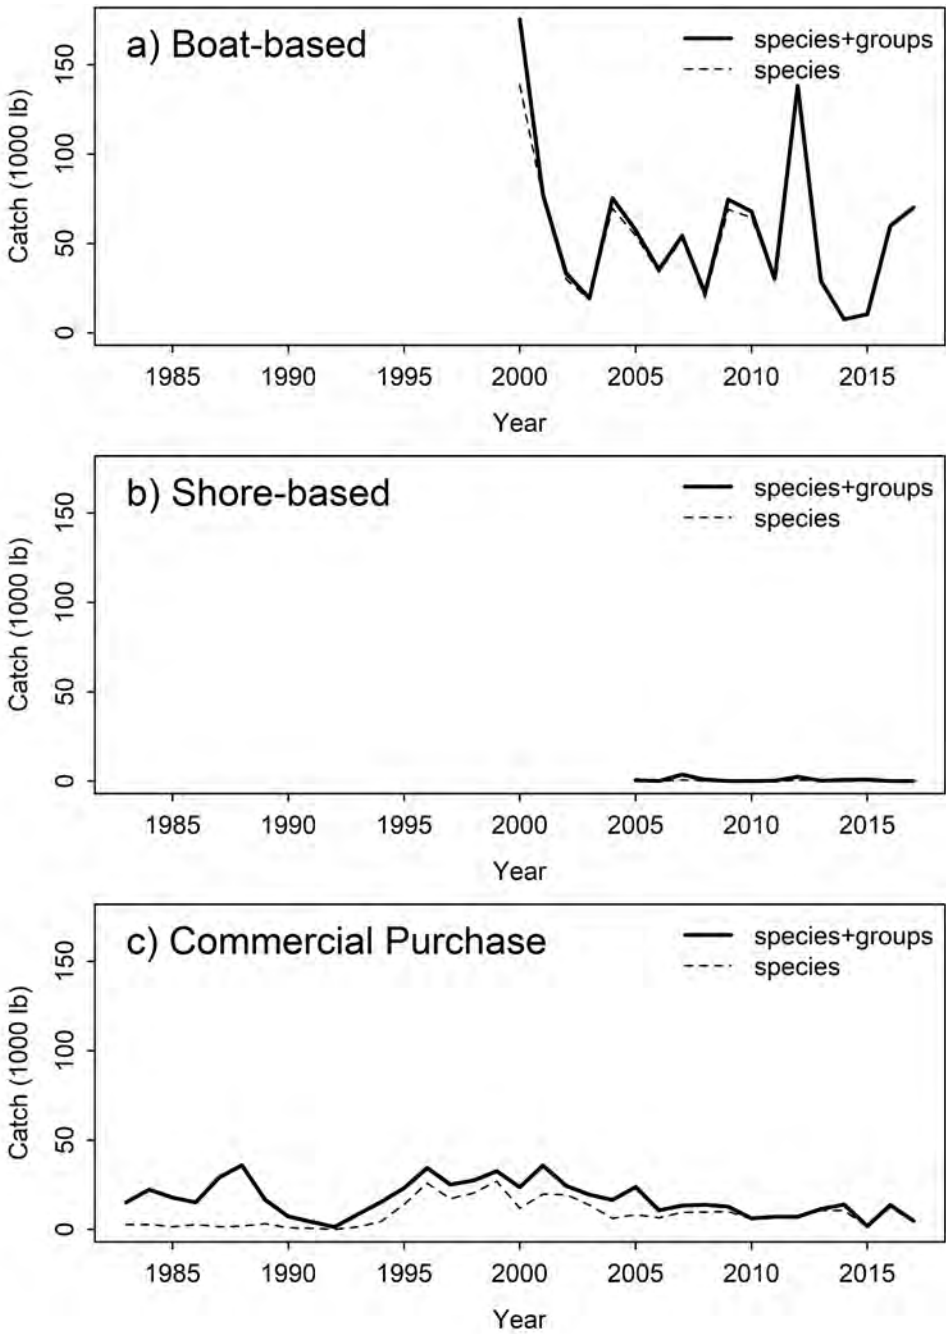 a) Boat-based
species+groups
species
Catch (1000 lb)
150
100
50
0
1985 1990 1995 2000 2005 2010 2015
Year
b) Shore-based
species+groups
species
Catch (1000 lb)
150
100
50
0
1985 1990 1995 2000 2005 2010 2015
Year
c) Commercial Purchase
species+groups
species
Catch (1000 lb)
150
100
50
0
1985 1990 1995 2000 2005 2010 2015
Year